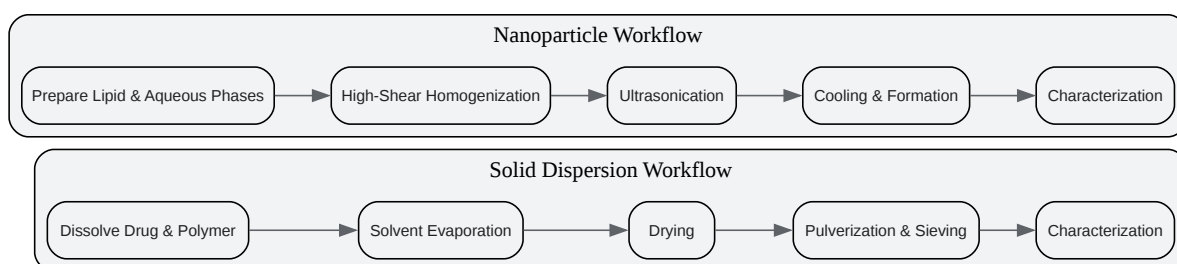 Nanoparticle Workflow
Prepare Lipid & Aqueous Phases
High-Shear Homogenization
Ultrasonication
Cooling & Formation
Characterization
Solid Dispersion Workflow
Dissolve Drug & Polymer
Solvent Evaporation
Drying
Pulverization & Sieving
Characterization